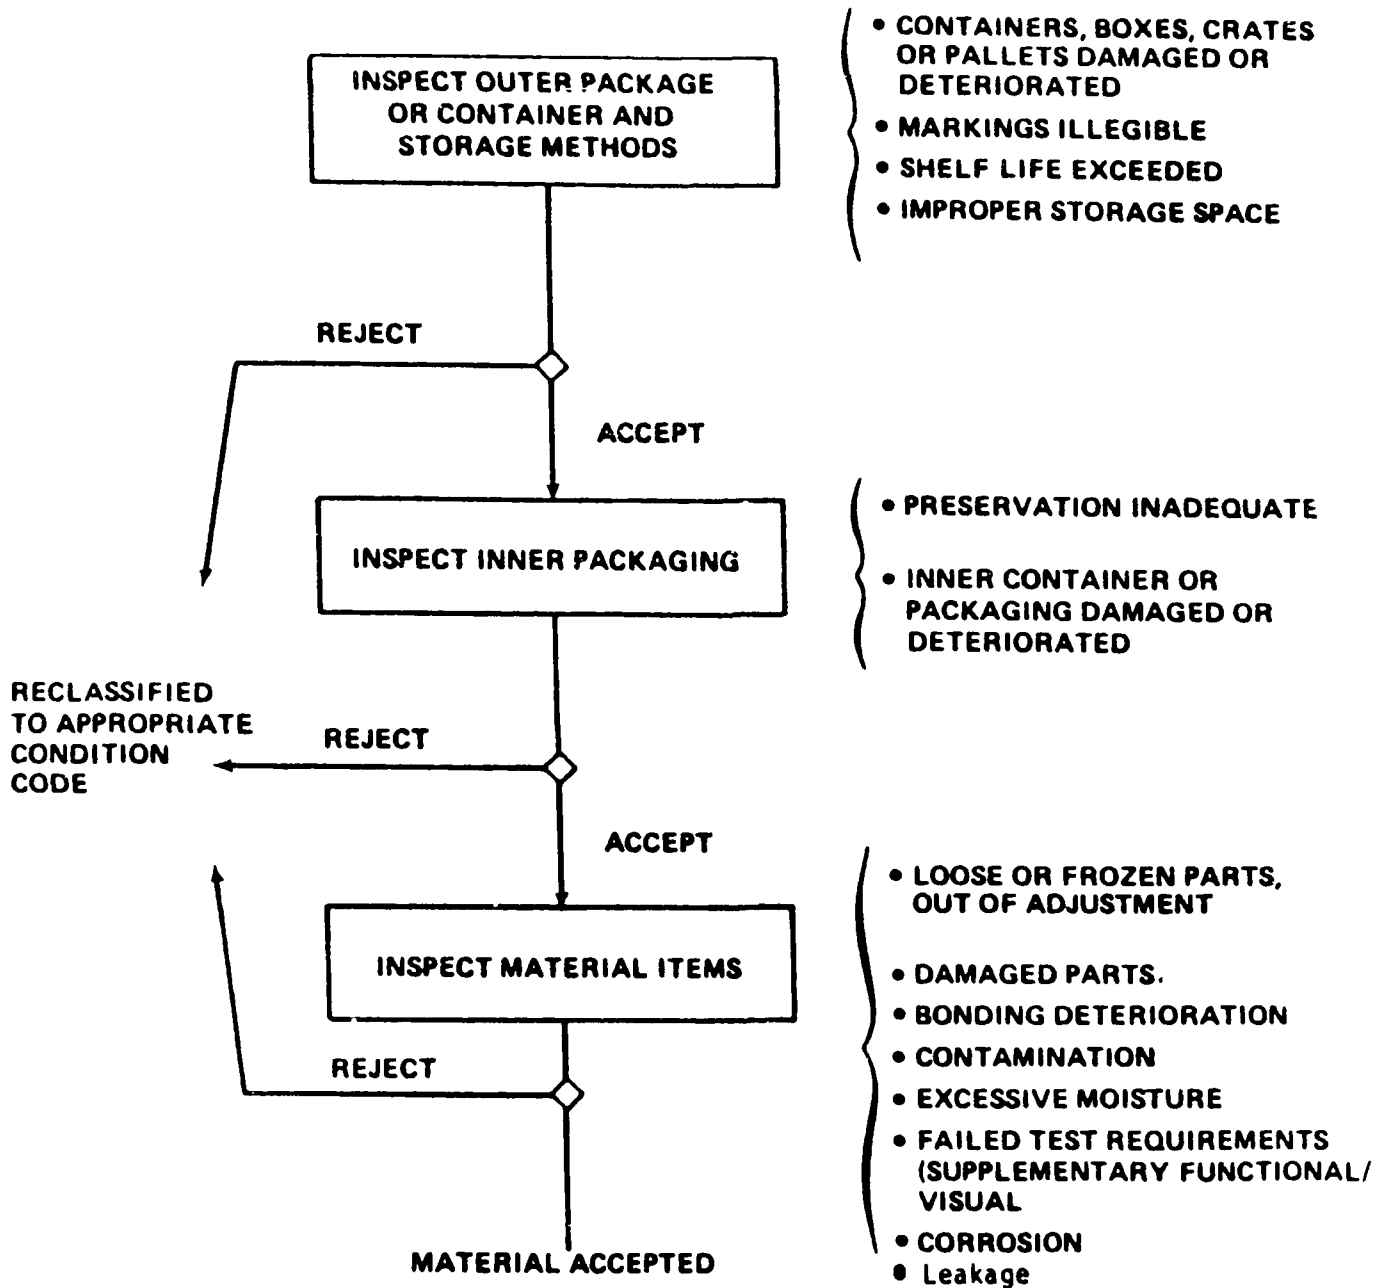 INSPECT OUTER PACKAGE
OR CONTAINER AND
STORAGE METHODS
• CONTAINERS, BOXES, CRATES
OR PALLETS DAMAGED OR
DETERIORATED
• MARKINGS ILLEGIBLE
• SHELF LIFE EXCEEDED
• IMPROPER STORAGE SPACE
REJECT
ACCEPT
INSPECT INNER PACKAGING
• PRESERVATION INADEQUATE
• INNER CONTAINER OR
PACKAGING DAMAGED OR
DETERIORATED
RECLASSIFIED
TO APPROPRIATE
CONDITION
CODE
REJECT
ACCEPT
INSPECT MATERIAL ITEMS
• LOOSE OR FROZEN PARTS,
OUT OF ADJUSTMENT
• DAMAGED PARTS.
• BONDING DETERIORATION
• CONTAMINATION
• EXCESSIVE MOISTURE
• FAILED TEST REQUIREMENTS
(SUPPLEMENTARY FUNCTIONAL/
VISUAL
• CORROSION
• Leakage
REJECT
MATERIAL ACCEPTED